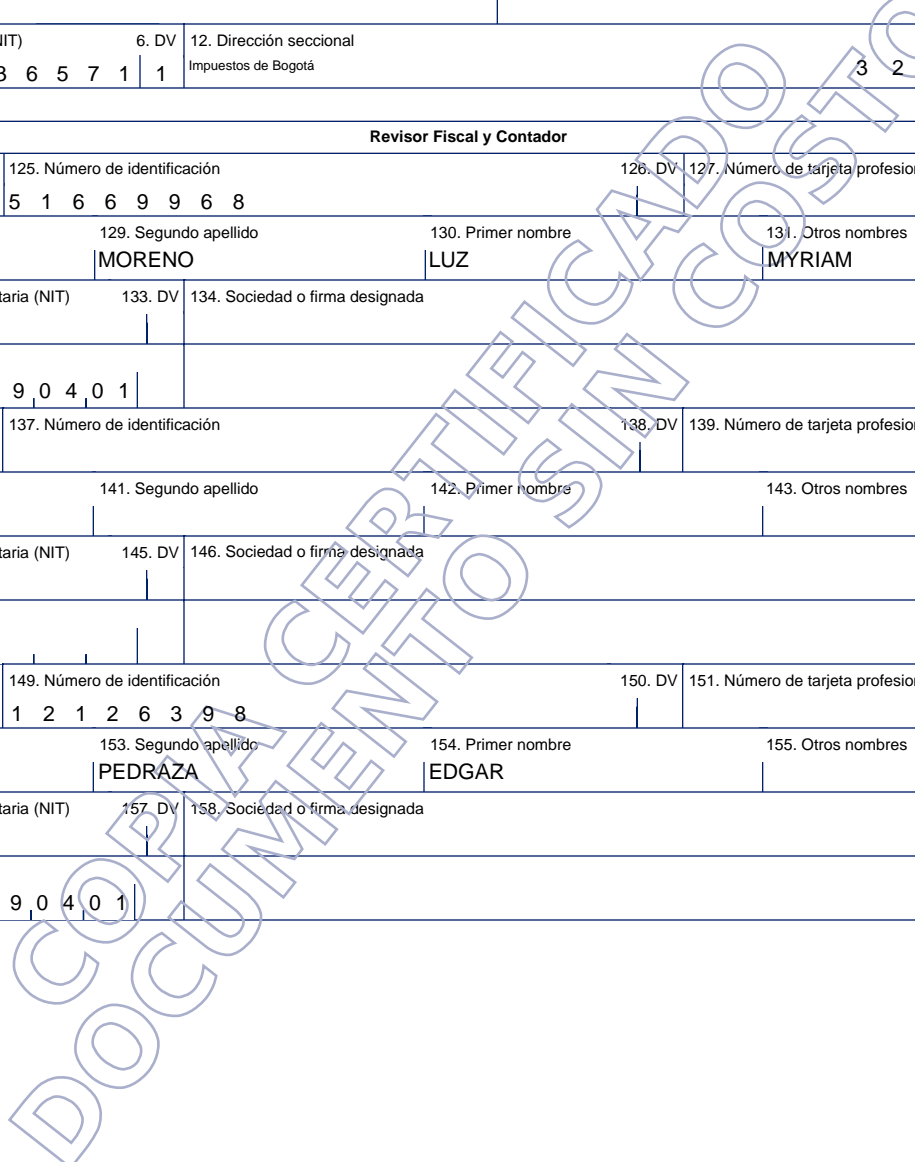 NIT) 6. DV 12. Dirección seccional
3 6 5 7 1 1 Impuestos de Bogotá 3 2
Revisor Fiscal y Contador
125. Número de identificación 126. DV 127. Número de tarjeta profesion
5 1 6 6 9 9 6 8
129. Segundo apellido 130. Primer nombre 131. Otros nombres
MORENO LUZ MYRIAM
taria (NIT) 133. DV 134. Sociedad o firma designada
9 0 4 0 1
137. Número de identificación 138. DV 139. Número de tarjeta profesion
141. Segundo apellido 142. Primer nombre 143. Otros nombres
taria (NIT) 145. DV 146. Sociedad o firma designada
149. Número de identificación 150. DV 151. Número de tarjeta profesion
1 2 1 2 6 3 9 8
153. Segundo apellido 154. Primer nombre 155. Otros nombres
PEDRAZA EDGAR
taria (NIT) 157. DV 158. Sociedad o firma designada
9 0 4 0 1
COPIA CERTIFICADO
DOCUMENTO SIN COSTO